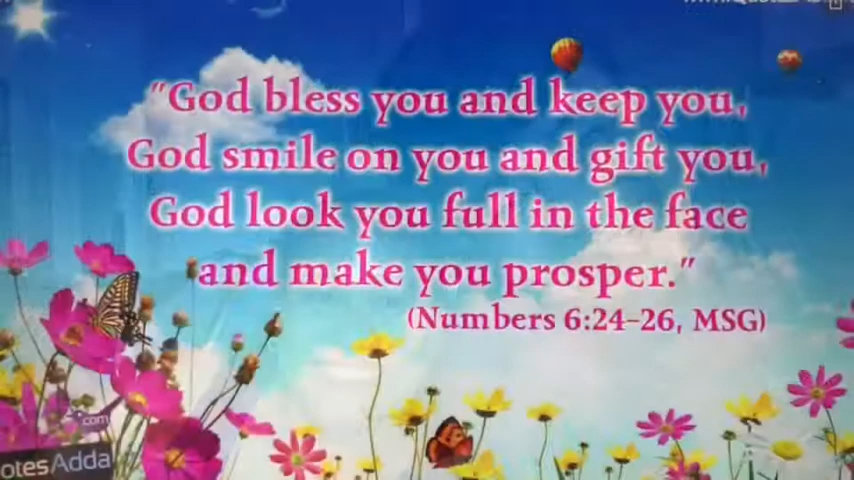 "God bless you and keep you,
God smile on you and gift you,
God look you full in the face
and make you prosper."
(Numbers 6:24-26, MSG)
.com
otesAdda